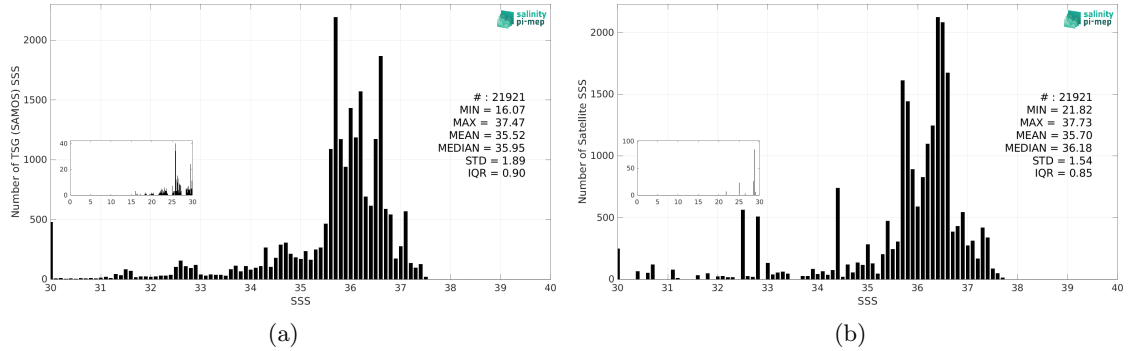 salinity
pi-mep
2000
1500
1000
500
0
Number of TSG (SAMOS) SSS
# : 21921
MIN = 16.07
MAX = 37.47
MEAN = 35.52
MEDIAN = 35.95
STD = 1.89
IQR = 0.90
40
20
0
0 5 10 15 20 25 30
30 31 32 33 34 35 36 37 38 39 40
SSS
(a)
salinity
pi-mep
2000
1500
1000
500
0
Number of Satellite SSS
# : 21921
MIN = 21.82
MAX = 37.73
MEAN = 35.70
MEDIAN = 36.18
STD = 1.54
IQR = 0.85
100
50
0
0 5 10 15 20 25 30
30 31 32 33 34 35 36 37 38 39 40
SSS
(b)